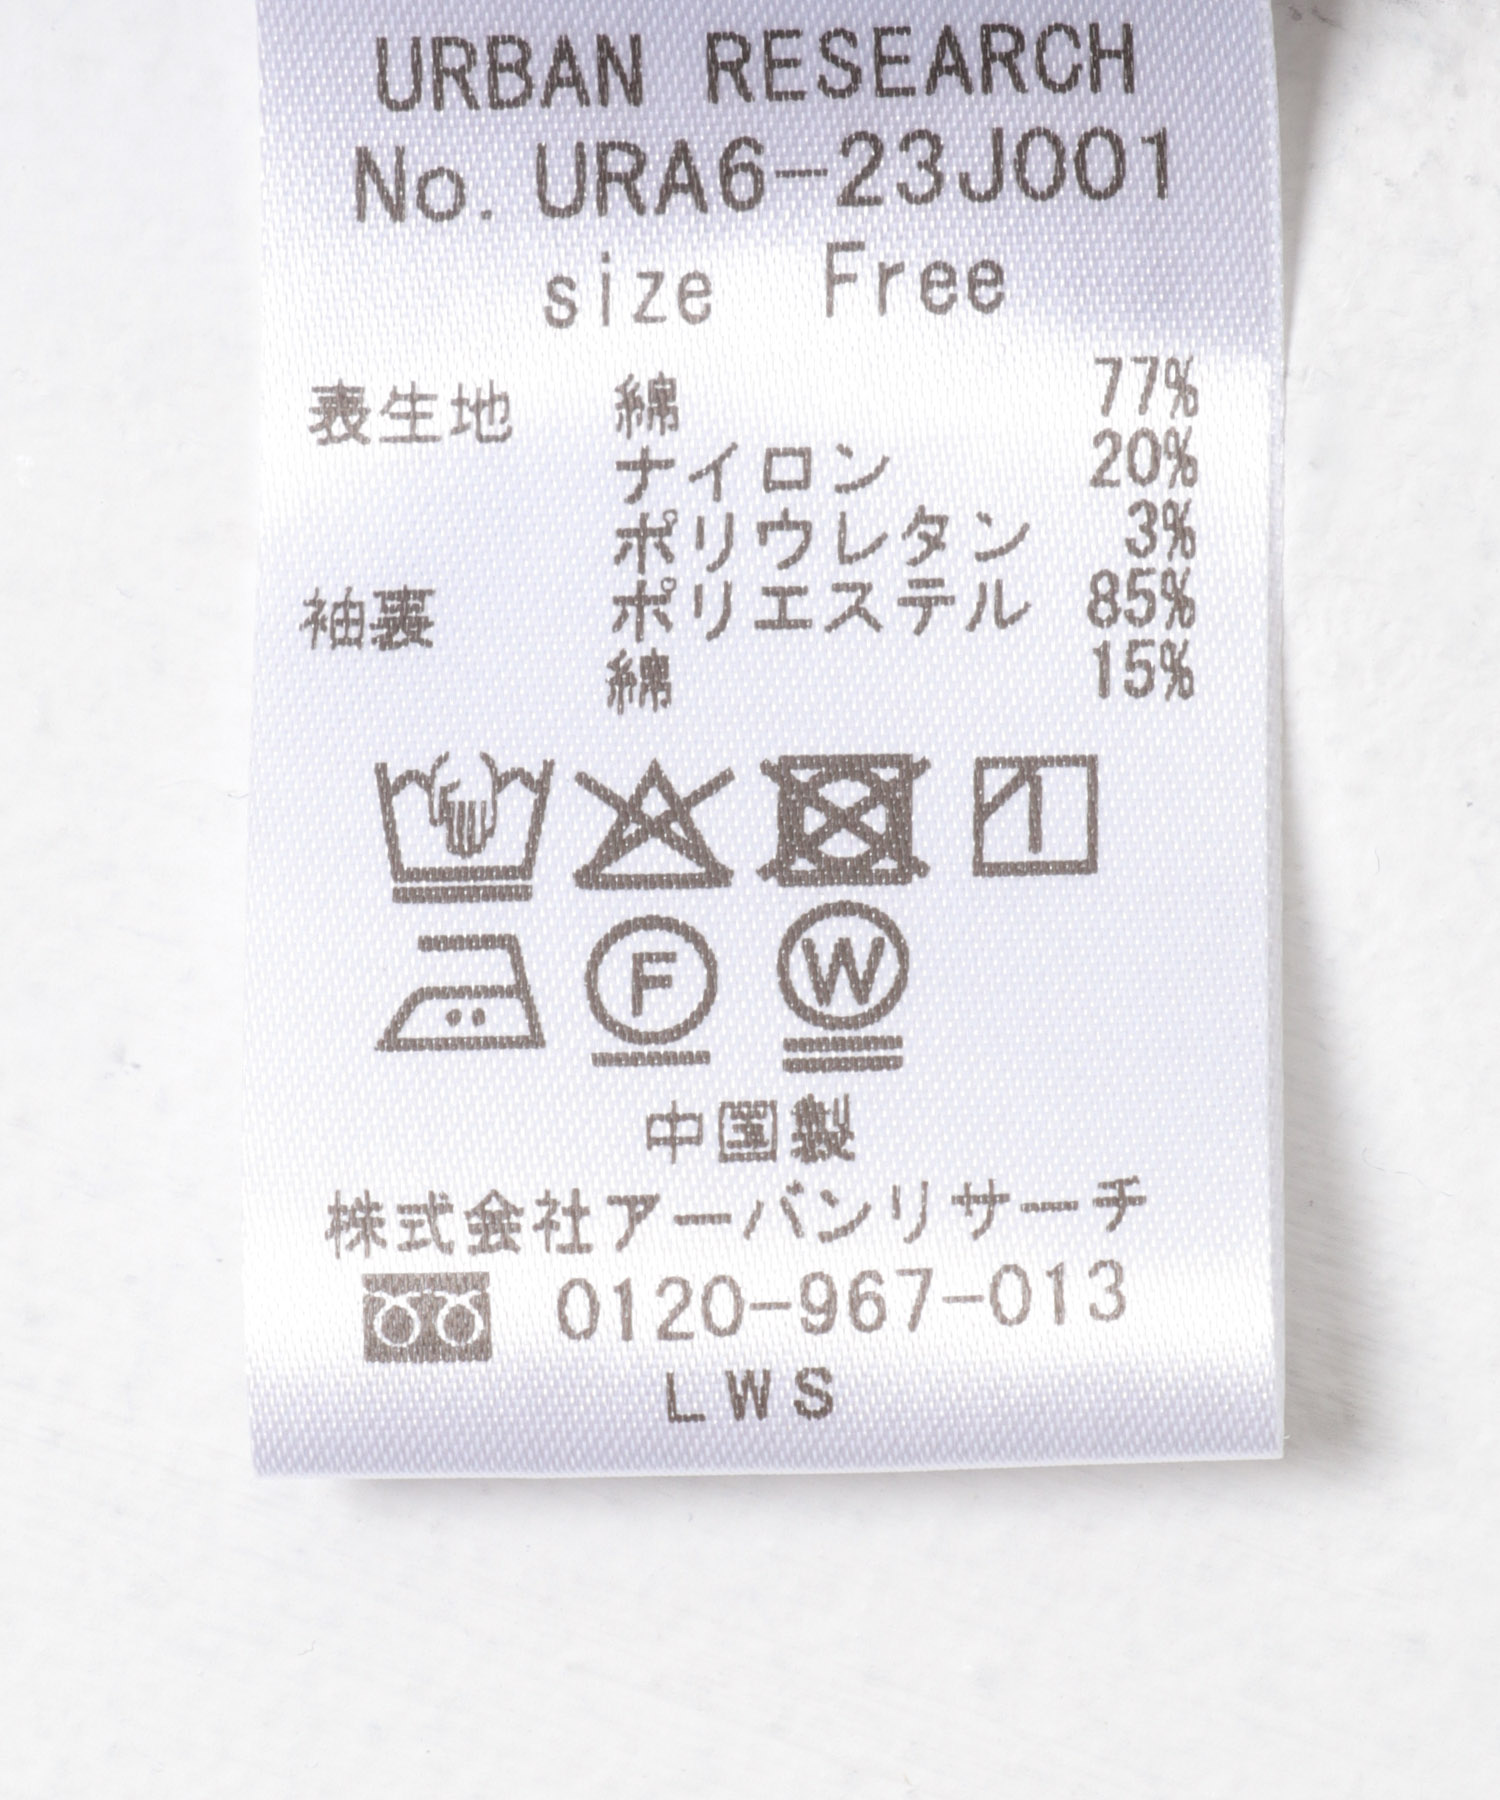 URBAN RESEARCH
No. URA6-23J001
size Free
表生地 綿 77%
ナイロン 20%
ポリウレタン 3%
袖裏 ポリエステル 85%
綿 15%
F W
中国製
株式会社アーバンリサーチ
0120-967-013
LWS